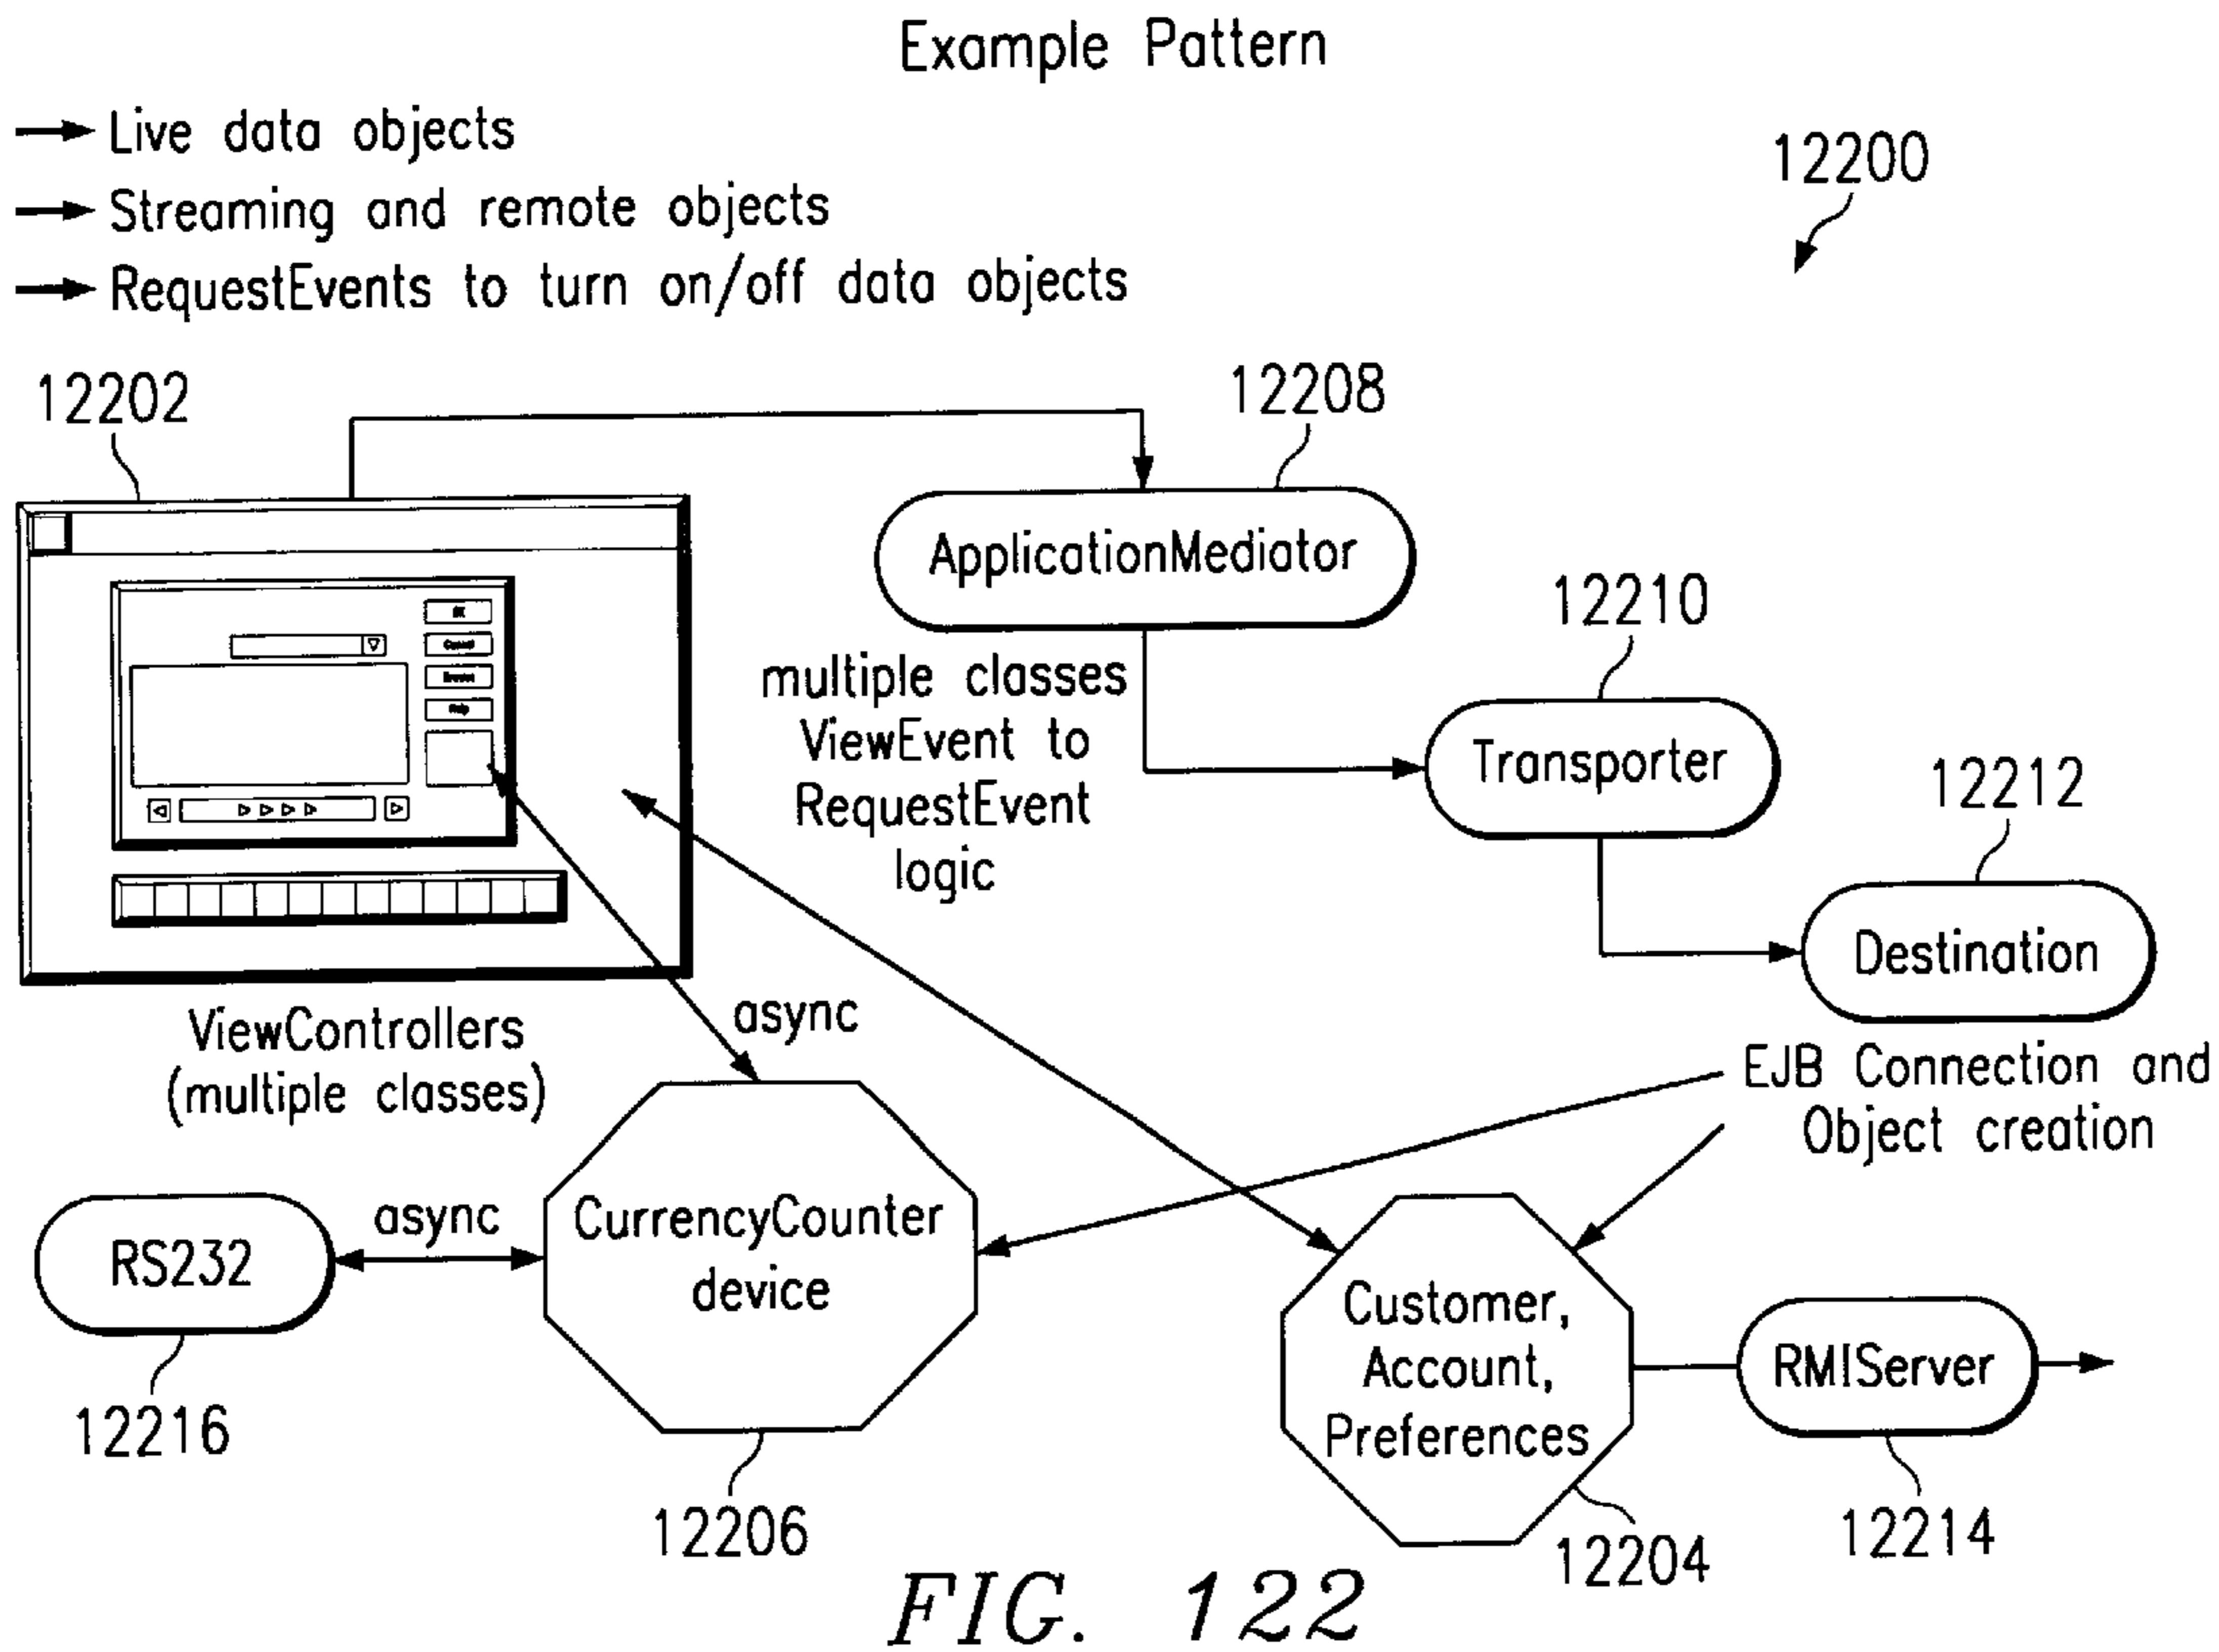 Example Pattern
Live data objects
Streaming and remote objects
RequestEvents to turn on/off data objects
12200
12202
12208
ApplicationMediator
12210
multiple classes
ViewEvent to
RequestEvent
logic
Transporter
12212
Destination
Cancel
Help
ViewControllers
(multiple classes)
async
EJB Connection and
Object creation
RS232
async
CurrencyCounter
device
Customer,
Account,
Preferences
RMIServer
12216
12206
12204
12214
FIG. 122